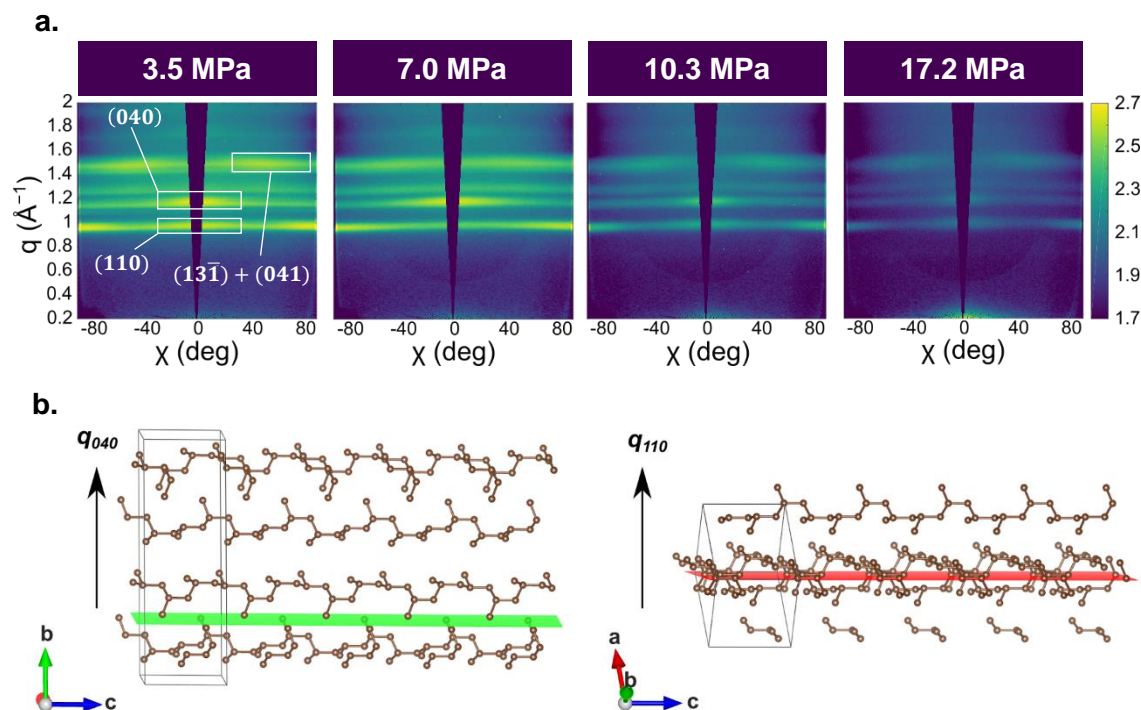 a.
3.5 MPa 7.0 MPa 10.3 MPa 17.2 MPa
2
1.8
1.6
1.4
1.2
1
0.8
0.6
0.4
0.2
q (Å⁻¹)
(040)
(110)
(13̄1̄) + (041)
-80 -40 0 40 80
-80 -40 0 40 80
-80 -40 0 40 80
-80 -40 0 40 80
χ (deg) χ (deg) χ (deg) χ (deg)
2.7
2.5
2.3
2.1
1.9
1.7
b.
q₀₄₀
b
c
q₁₁₀
a
b
c